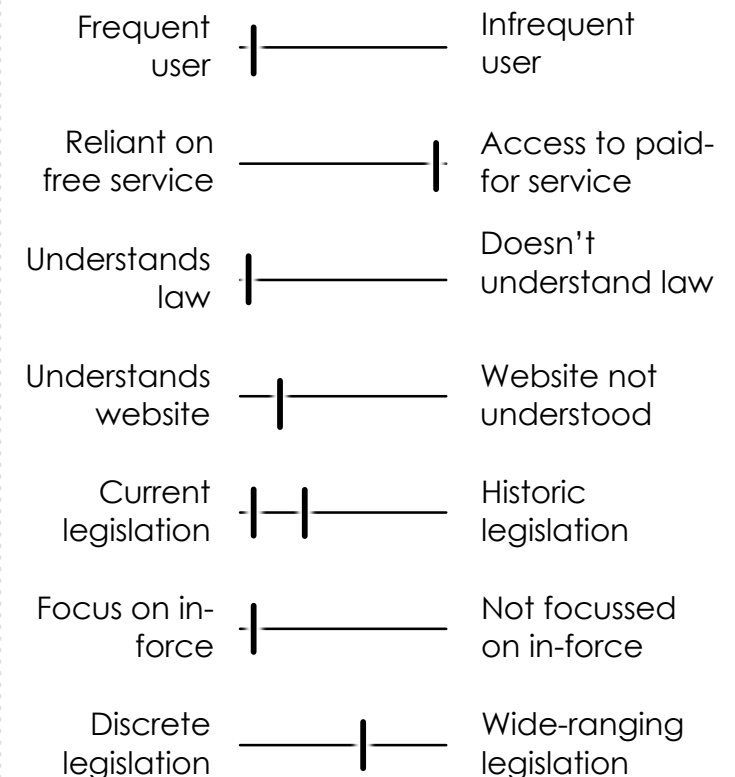 Frequent
user
Infrequent
user
Reliant on
free service
Access to paid-
for service
Understands
law
Doesn’t
understand law
Understands
website
Website not
understood
Current
legislation
Historic
legislation
Focus on in-
force
Not focussed
on in-force
Discrete
legislation
Wide-ranging
legislation